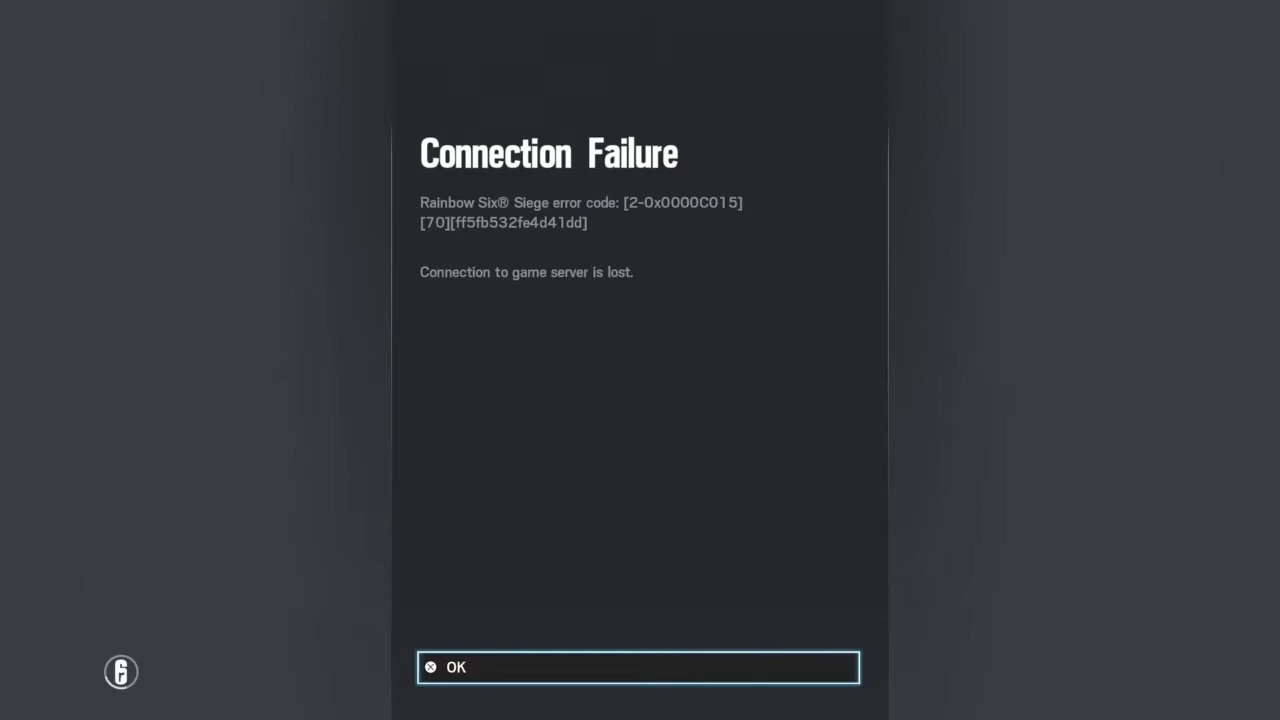 Connection Failure
Rainbow Six® Siege error code: [2-0x0000C015]
[70][ff5fb532fe4d41dd]
Connection to game server is lost.
OK